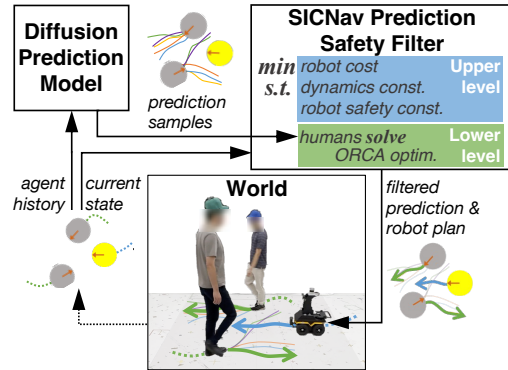 Diffusion
Prediction
Model
prediction
samples
SICNav Prediction
Safety Filter
min robot cost Upper
s.t. dynamics const. level
robot safety const.
humans solve Lower
ORCA optim. level
agent
history
current
state
World
filtered
prediction &
robot plan